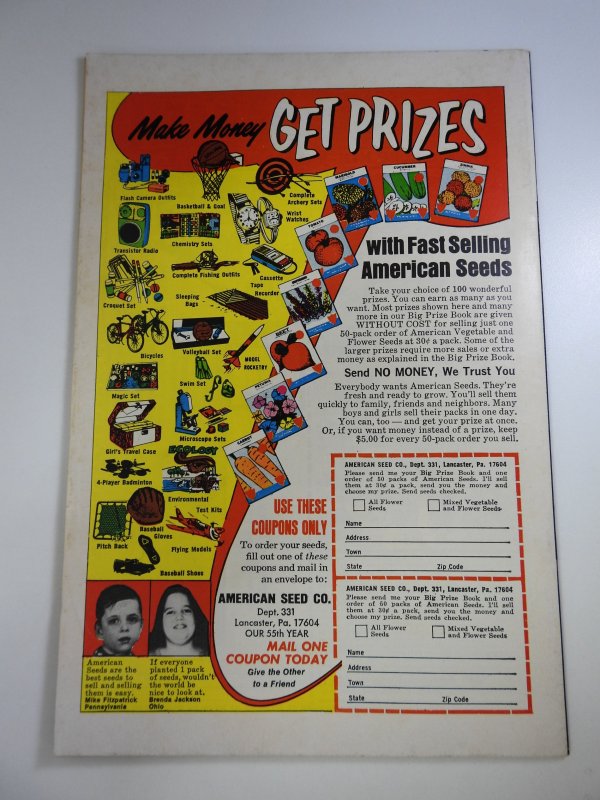 Make Money GET PRIZES
MARIGOLD
CUCUMBER
ZINNIA
TOMATO
BEET
PETUNIA
CARROT
Flash Camera Outfits
Basketball & Goal
Complete
Archery Sets
Wrist
Watches
Transistor Radio
Chemistry Sets
Complete Fishing Outfits
Cassette
Tape
Recorder
Croquet Set
Sleeping
Bags
Bicycles
Volleyball Set
MODEL
ROCKETRY
Magic Set
Swim Set
Girl's Travel Case
Microscope Sets
ECOLOGY
4-Player Badminton
Environmental
Test Kits
Pitch Back
Baseball
Gloves
Flying Models
Baseball Shoes
with Fast Selling
American Seeds
Take your choice of 100 wonderful
prizes. You can earn as many as you
want. Most prizes shown here and many
more in our Big Prize Book are given
WITHOUT COST for selling just one
50-pack order of American Vegetable and
Flower Seeds at 30¢ a pack. Some of the
larger prizes require more sales or extra
money as explained in the Big Prize Book.
Send NO MONEY, We Trust You
Everybody wants American Seeds. They're
fresh and ready to grow. You'll sell them
quickly to family, friends and neighbors. Many
boys and girls sell their packs in one day.
You can, too — and get your prize at once.
Or, if you want money instead of a prize, keep
$5.00 for every 50-pack order you sell.
USE THESE
COUPONS ONLY
To order your seeds,
fill out one of these
coupons and mail in
an envelope to:
AMERICAN SEED CO.
Dept. 331
Lancaster, Pa. 17604
OUR 55th YEAR
MAIL ONE
COUPON TODAY
Give the Other
to a Friend
AMERICAN SEED CO., Dept. 331, Lancaster, Pa. 17604
Please send me your Big Prize Book and one
order of 50 packs of American Seeds. I'll sell
them at 30¢ a pack, send you the money and
choose my prize. Send seeds checked.
All Flower
Seeds
Mixed Vegetable
and Flower Seeds
Name
Address
Town
State Zip Code
AMERICAN SEED CO., Dept. 331, Lancaster, Pa. 17604
Please send me your Big Prize Book and one
order of 50 packs of American Seeds. I'll sell
them at 30¢ a pack, send you the money and
choose my prize. Send seeds checked.
All Flower
Seeds
Mixed Vegetable
and Flower Seeds
Name
Address
Town
State Zip Code
American
Seeds are the
best seeds to
sell and selling
them is easy.
Mike Fitzpatrick
Pennsylvania
If everyone
planted 1 pack
of seeds, wouldn't
the world be
nice to look at.
Brenda Jackson
Ohio